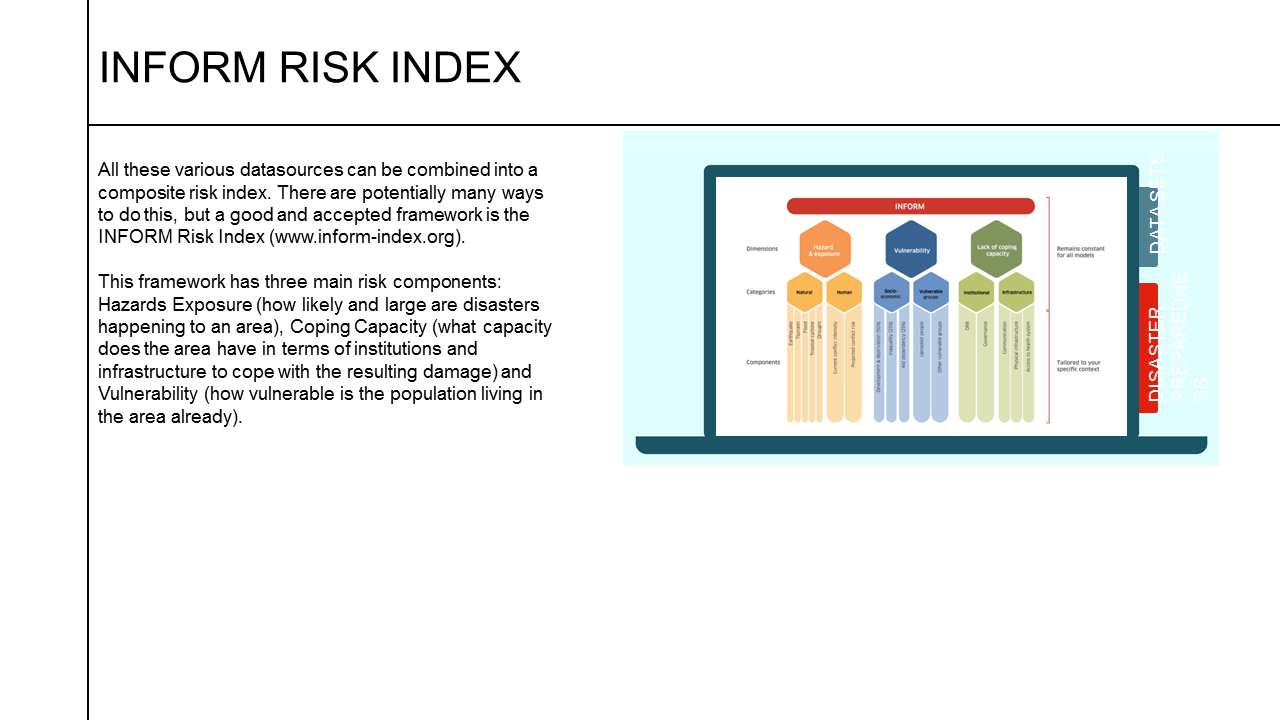 INFORM RISK INDEX
All these various datasources can be combined into a
composite risk index. There are potentially many ways
to do this, but a good and accepted framework is the
INFORM Risk Index (www.inform-index.org).
This framework has three main risk components:
Hazards Exposure (how likely and large are disasters
happening to an area), Coping Capacity (what capacity
does the area have in terms of institutions and
infrastructure to cope with the resulting damage) and
Vulnerability (how vulnerable is the population living in
the area already).
INFORM
Dimensions
Hazard
& exposure
Vulnerability
Lack of coping
capacity
Remains constant
for all models
Categories
Natural
Human
Socio-
economic
Vulnerable
groups
Institutional
Infrastructure
Components
Earthquake
Tsunami
Flood
Tropical cyclone
Drought
Current conflict intensity
Projected conflict risk
Development & deprivation (50%)
Inequality (25%)
Aid dependency (25%)
Uprooted people
Other vulnerable groups
DRR
Governance
Communication
Physical infrastructure
Access to health system
Tailored to your
specific context
DATASETS
DISASTER
PREPAREDNE
SS